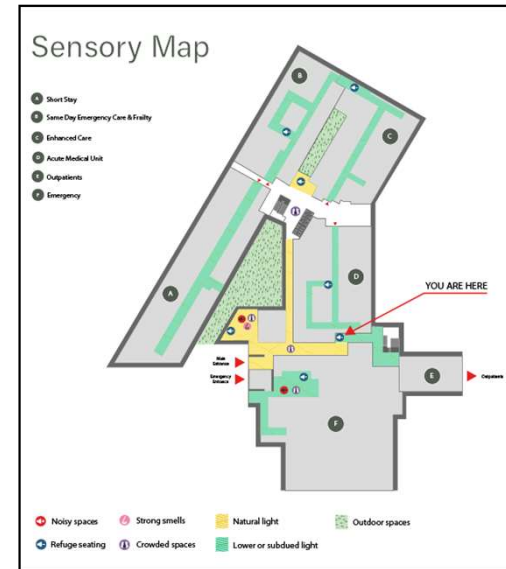 Sensory Map
A Short Stay
B Same Day Emergency Care & Frailty
C Enhanced Care
D Acute Medical Unit
E Outpatients
F Emergency
B
C
D
YOU ARE HERE
A
Main
Entrance
Emergency
Entrance
E
Outpatients
F
Noisy spaces
Strong smells
Natural light
Outdoor spaces
Refuge seating
Crowded spaces
Lower or subdued light